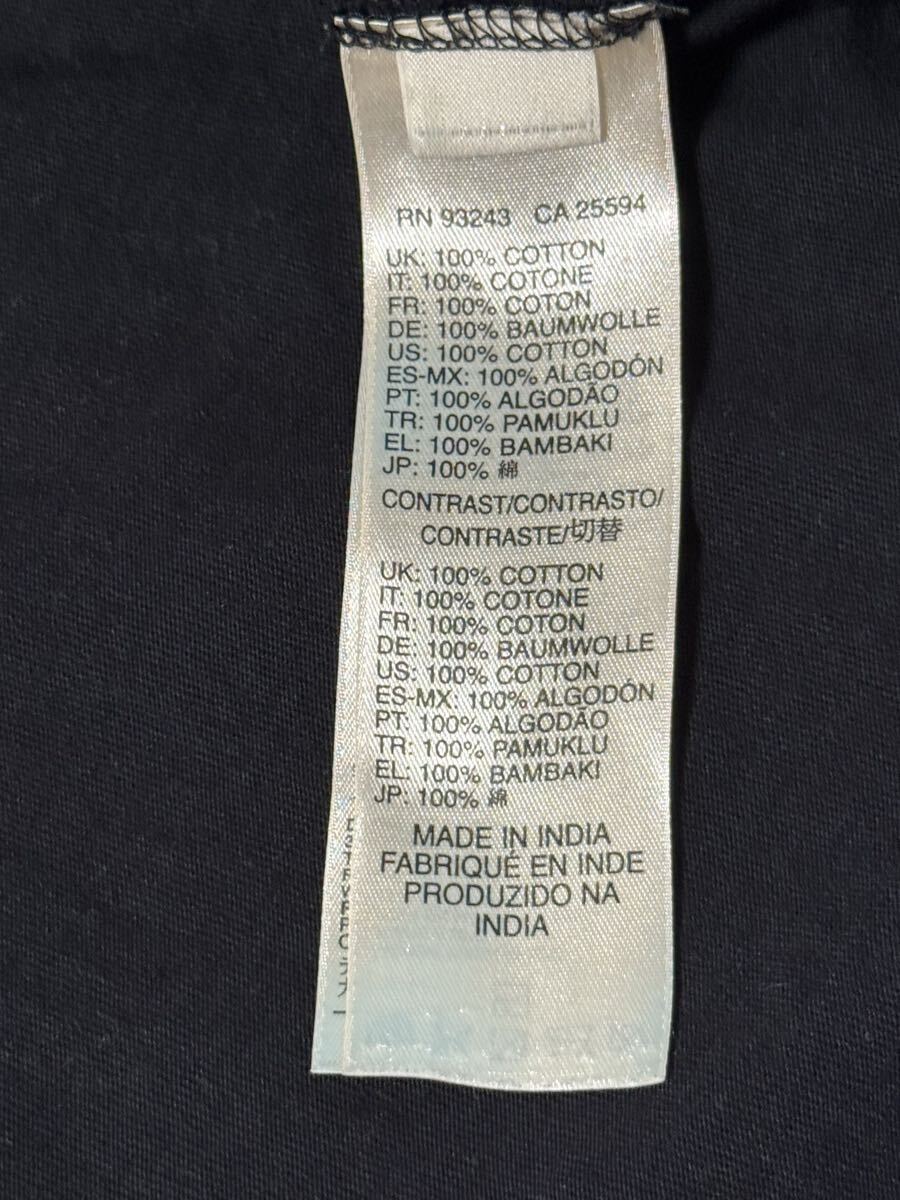 RN 93243 CA 25594
UK: 100% COTTON
IT: 100% COTONE
FR: 100% COTON
DE: 100% BAUMWOLLE
US: 100% COTTON
ES-MX: 100% ALGODÓN
PT: 100% ALGODÃO
TR: 100% PAMUKLU
EL: 100% BAMBAKI
JP: 100% 綿
CONTRAST/CONTRASTO/
CONTRASTE/切替
UK: 100% COTTON
IT: 100% COTONE
FR: 100% COTON
DE: 100% BAUMWOLLE
US: 100% COTTON
ES-MX: 100% ALGODÓN
PT: 100% ALGODÃO
TR: 100% PAMUKLU
EL: 100% BAMBAKI
JP: 100% 綿
MADE IN INDIA
FABRIQUÉ EN INDE
PRODUZIDO NA
INDIA